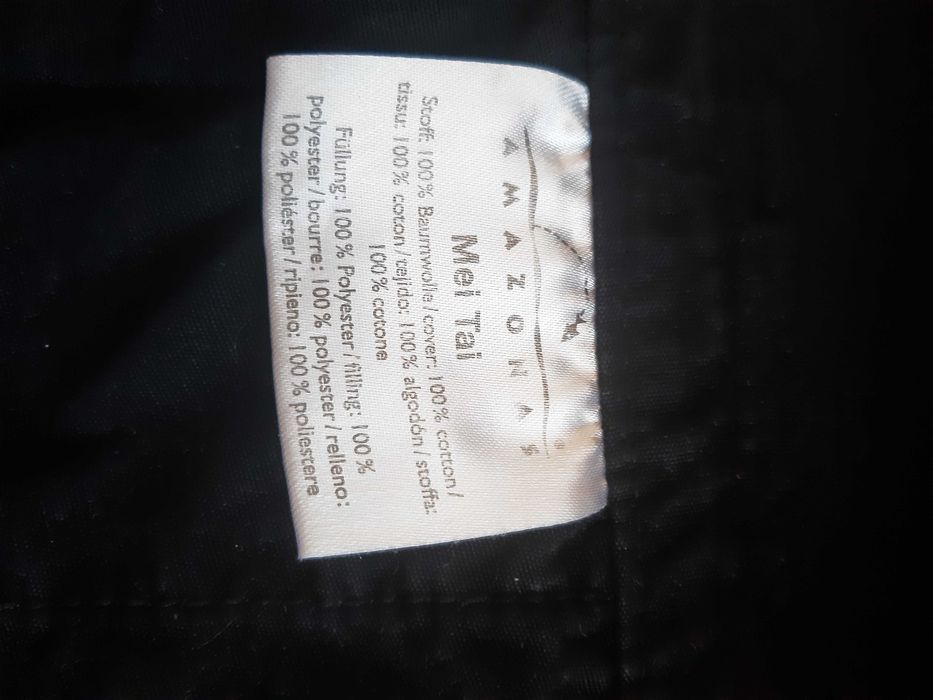 AMAZONAS
Mei Tai
Stoff: 100% Baumwolle / cover: 100% cotton /
tissu: 100% coton / tejido: 100% algodón / stoffa:
100% cotone
Füllung: 100% Polyester / filling: 100%
polyester / bourre: 100% polyester / relleno:
100% poliéster / ripieno: 100% poliestere